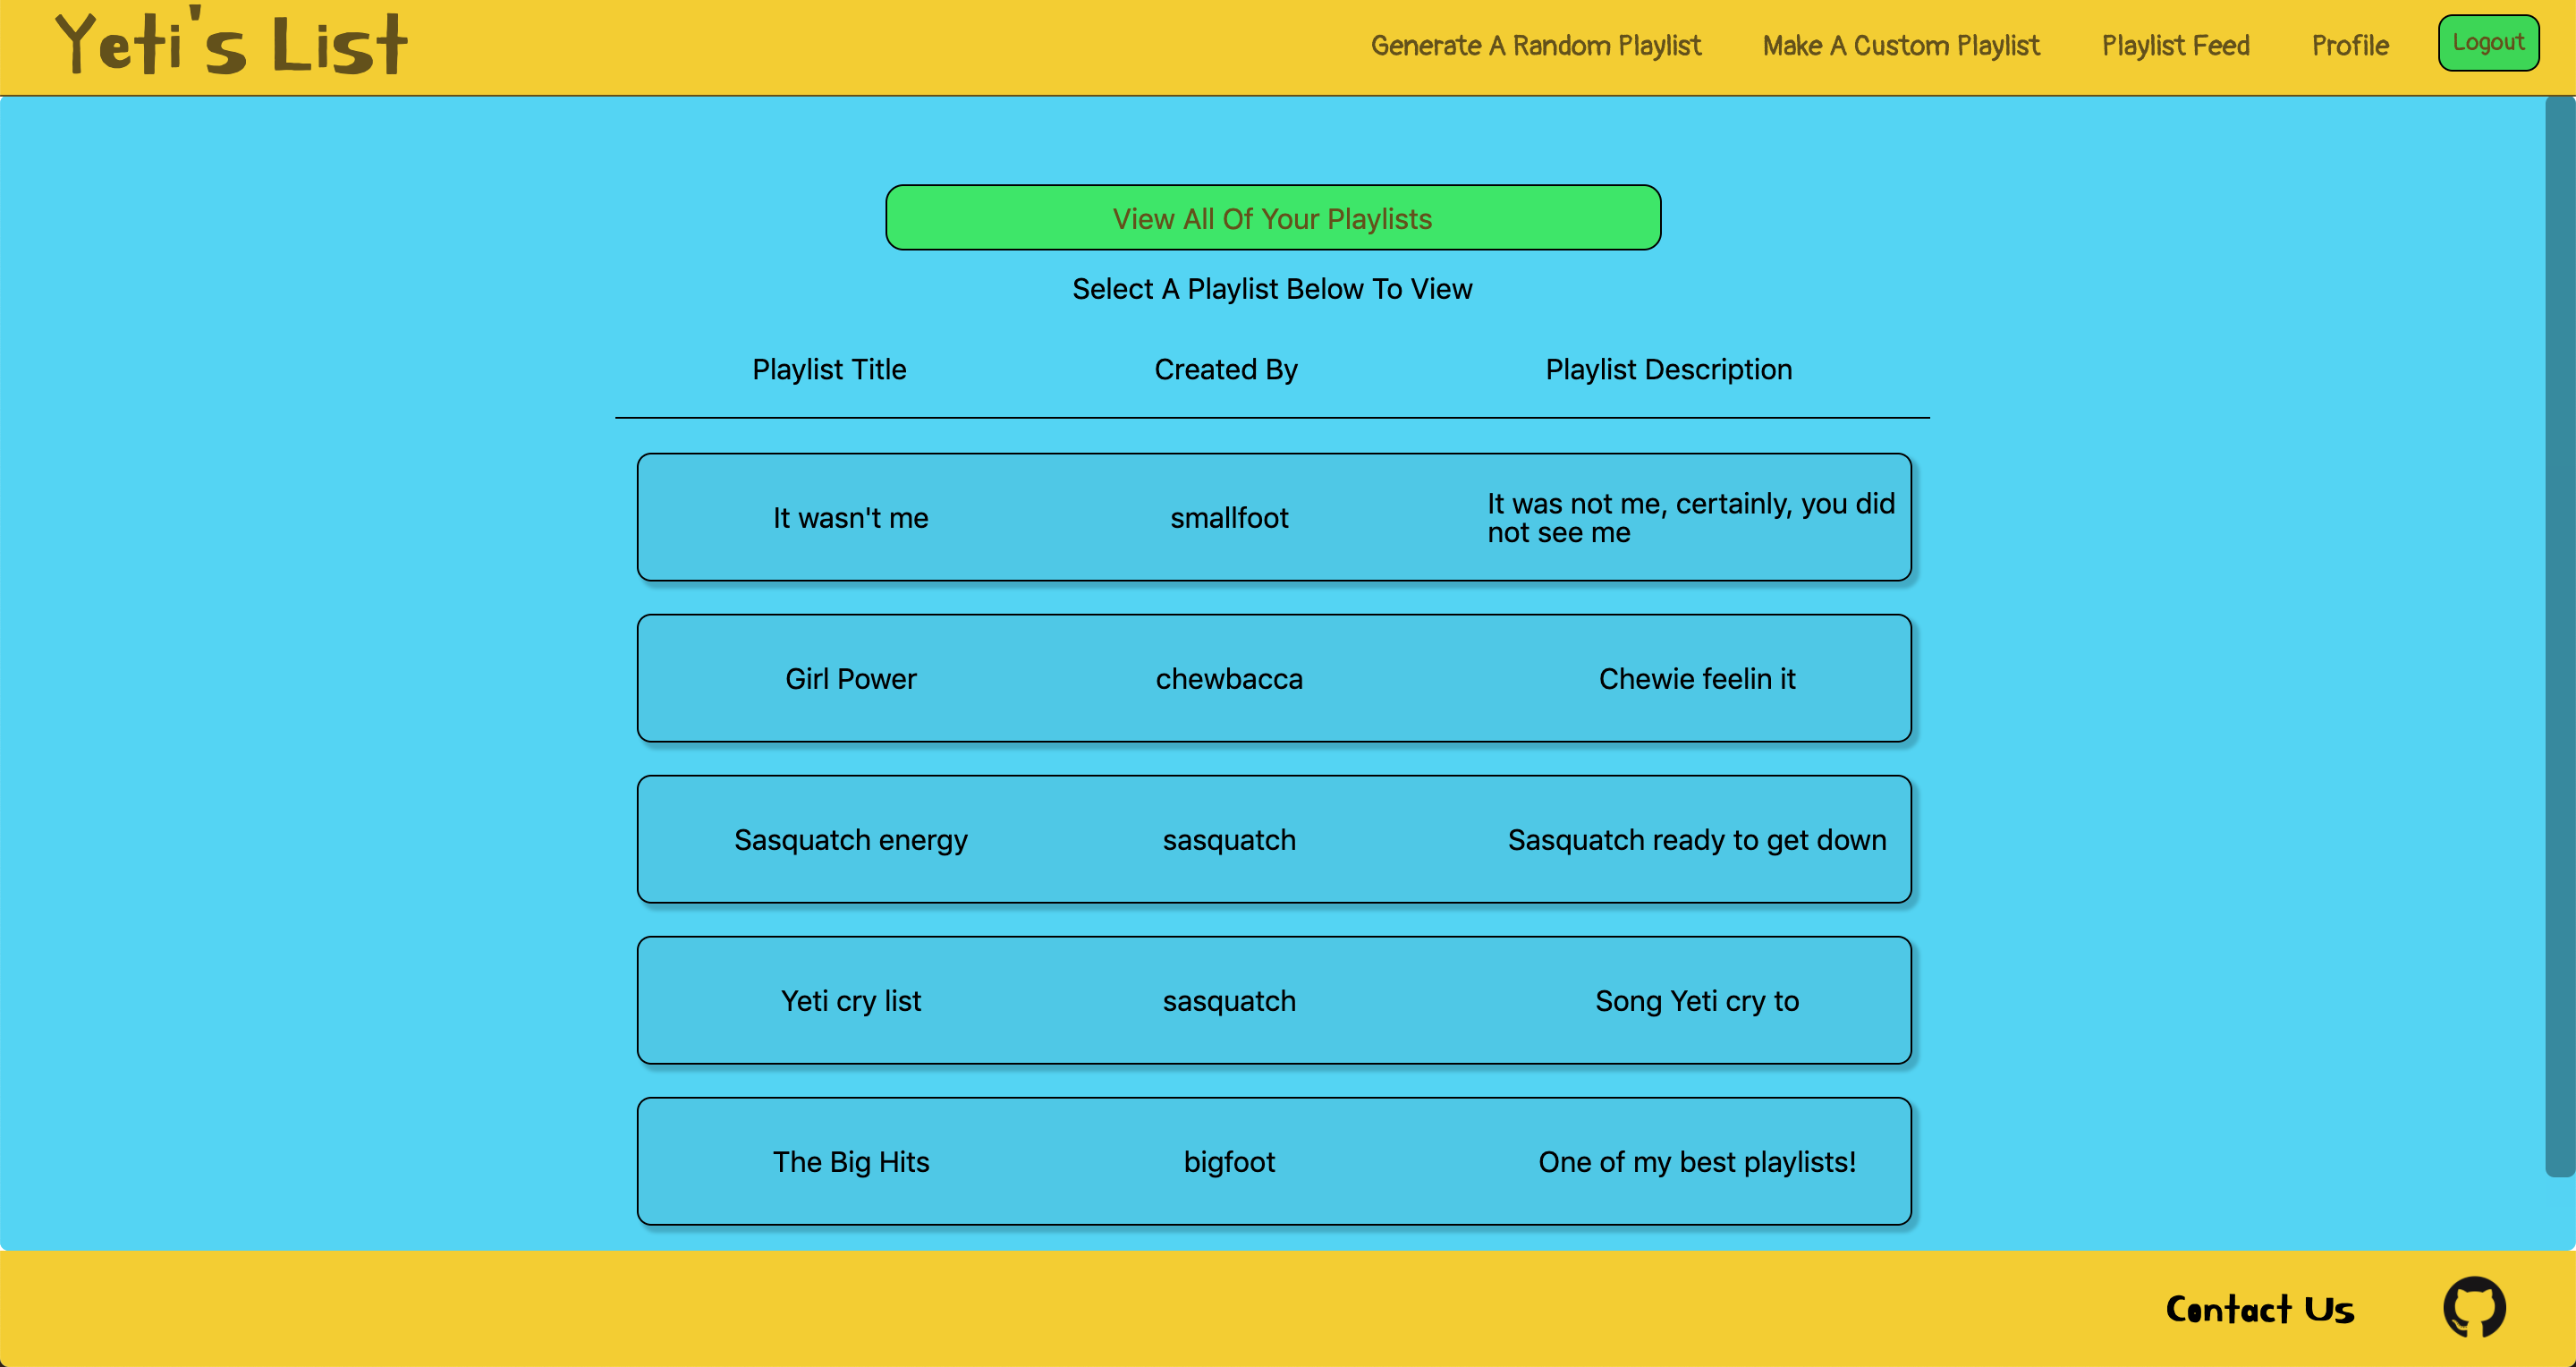 Yeti's List
Generate A Random Playlist
Make A Custom Playlist
Playlist Feed
Profile
Logout
View All Of Your Playlists
Select A Playlist Below To View
Playlist Title
Created By
Playlist Description
It wasn't me
smallfoot
It was not me, certainly, you did
not see me
Girl Power
chewbacca
Chewie feelin it
Sasquatch energy
sasquatch
Sasquatch ready to get down
Yeti cry list
sasquatch
Song Yeti cry to
The Big Hits
bigfoot
One of my best playlists!
Contact Us